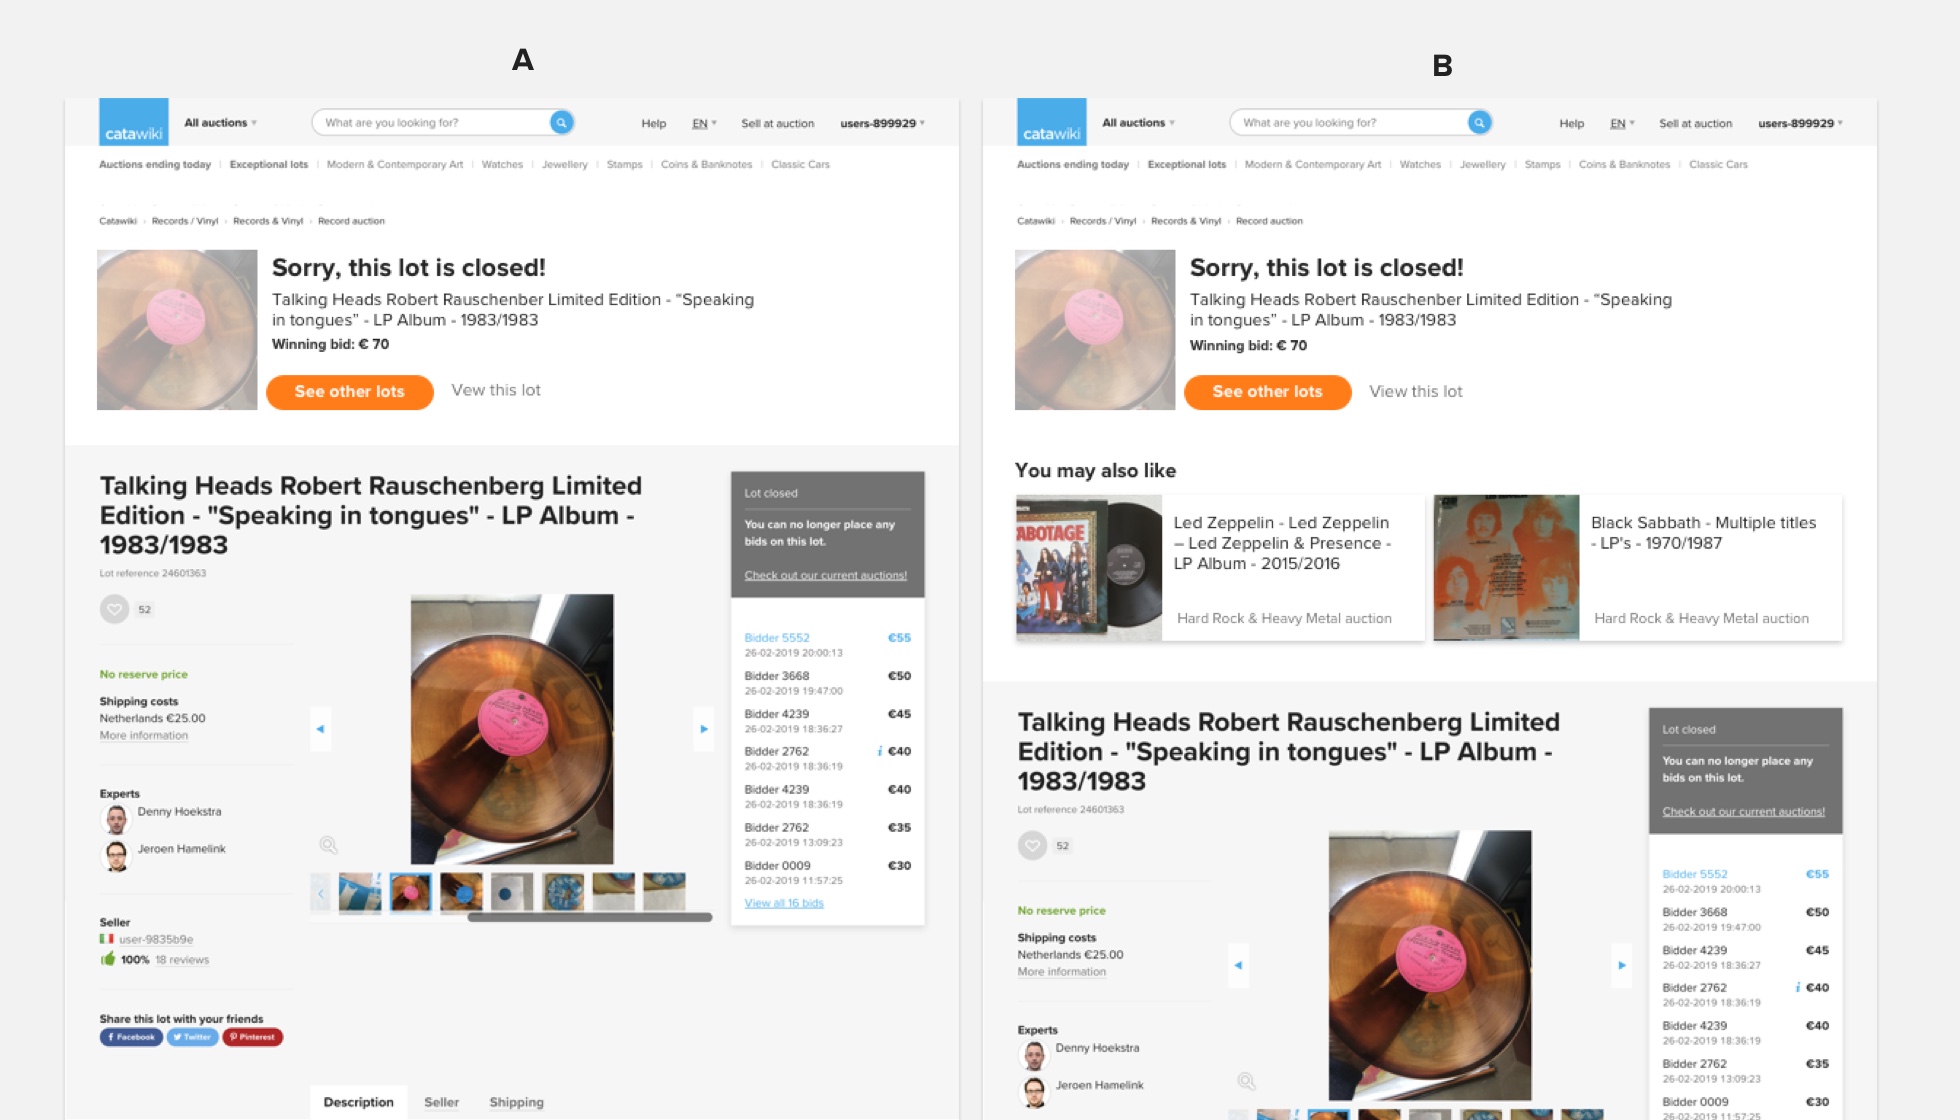 A
catawiki
All auctions
What are you looking for?
Help
EN
Sell at auction
users-899929
Auctions ending today
Exceptional lots
Modern & Contemporary Art
Watches
Jewellery
Stamps
Coins & Banknotes
Classic Cars
Catawiki › Records / Vinyl › Records & Vinyl › Record auction
Sorry, this lot is closed!
Talking Heads Robert Rauschenber Limited Edition - “Speaking
in tongues” - LP Album - 1983/1983
Winning bid: € 70
See other lots
Vew this lot
Talking Heads Robert Rauschenberg Limited
Edition - "Speaking in tongues" - LP Album -
1983/1983
Lot reference 24601363
52
No reserve price
Shipping costs
Netherlands €25.00
More information
Experts
Denny Hoekstra
Jeroen Hamelink
Seller
user-9835b9e
100% 18 reviews
Share this lot with your friends
Facebook
Twitter
Pinterest
Lot closed
You can no longer place any
bids on this lot.
Check out our current auctions!
Bidder 5552 €55
26-02-2019 20:00:13
Bidder 3668 €50
26-02-2019 19:47:00
Bidder 4239 €45
26-02-2019 18:36:27
Bidder 2762 i €40
26-02-2019 18:36:19
Bidder 4239 €40
26-02-2019 18:36:19
Bidder 2762 €35
26-02-2019 13:09:23
Bidder 0009 €30
26-02-2019 11:57:25
View all 16 bids
Description
Seller
Shipping
B
catawiki
All auctions
What are you looking for?
Help
EN
Sell at auction
users-899929
Auctions ending today
Exceptional lots
Modern & Contemporary Art
Watches
Jewellery
Stamps
Coins & Banknotes
Classic Cars
Catawiki › Records / Vinyl › Records & Vinyl › Record auction
Sorry, this lot is closed!
Talking Heads Robert Rauschenber Limited Edition - “Speaking
in tongues” - LP Album - 1983/1983
Winning bid: € 70
See other lots
View this lot
You may also like
ABOTAGE
Led Zeppelin - Led Zeppelin
– Led Zeppelin & Presence -
LP Album - 2015/2016
Hard Rock & Heavy Metal auction
Black Sabbath - Multiple titles
- LP's - 1970/1987
Hard Rock & Heavy Metal auction
Talking Heads Robert Rauschenberg Limited
Edition - "Speaking in tongues" - LP Album -
1983/1983
Lot reference 24601363
52
No reserve price
Shipping costs
Netherlands €25.00
More information
Experts
Denny Hoekstra
Jeroen Hamelink
Lot closed
You can no longer place any
bids on this lot.
Check out our current auctions!
Bidder 5552 €55
26-02-2019 20:00:13
Bidder 3668 €50
26-02-2019 19:47:00
Bidder 4239 €45
26-02-2019 18:36:27
Bidder 2762 i €40
26-02-2019 18:36:19
Bidder 4239 €40
26-02-2019 18:36:19
Bidder 2762 €35
26-02-2019 13:09:23
Bidder 0009 €30
26-02-2019 11:57:25